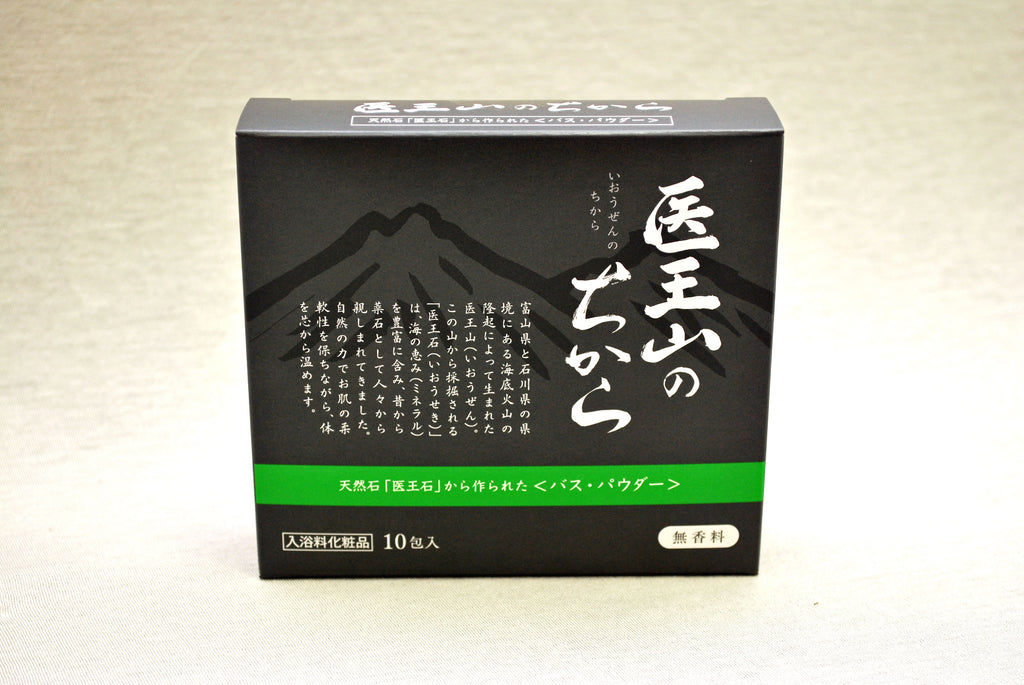 医王山のちから
天然石「医王石」から作られた＜バス・パウダー＞
医王山の
ちから
いおうぜんの
ちから
富山県と石川県の県
境にある海底火山の
隆起によって生まれた
医王山（いおうぜん）。
この山から採掘される
「医王石（いおうせき）」
は、海の恵み（ミネラル）
を豊富に含み、昔から
薬石として人々から
親しまれてきました。
自然の力でお肌の柔
軟性を保ちながら、体
を芯から温めます。
天然石「医王石」から作られた＜バス・パウダー＞
入浴料化粧品 10包入
無香料